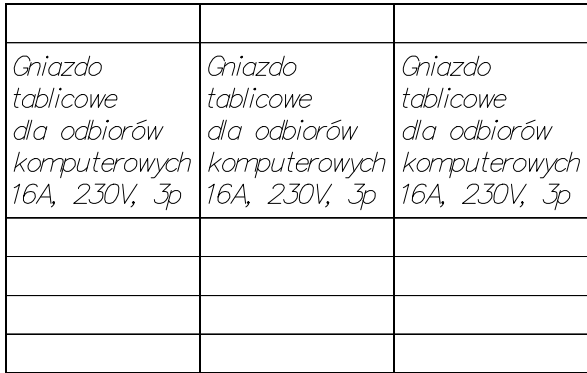 Gniazdo
tablicowe
dla odbiorów
komputerowych
16A, 230V, 3p
Gniazdo
tablicowe
dla odbiorów
komputerowych
16A, 230V, 3p
Gniazdo
tablicowe
dla odbiorów
komputerowych
16A, 230V, 3p